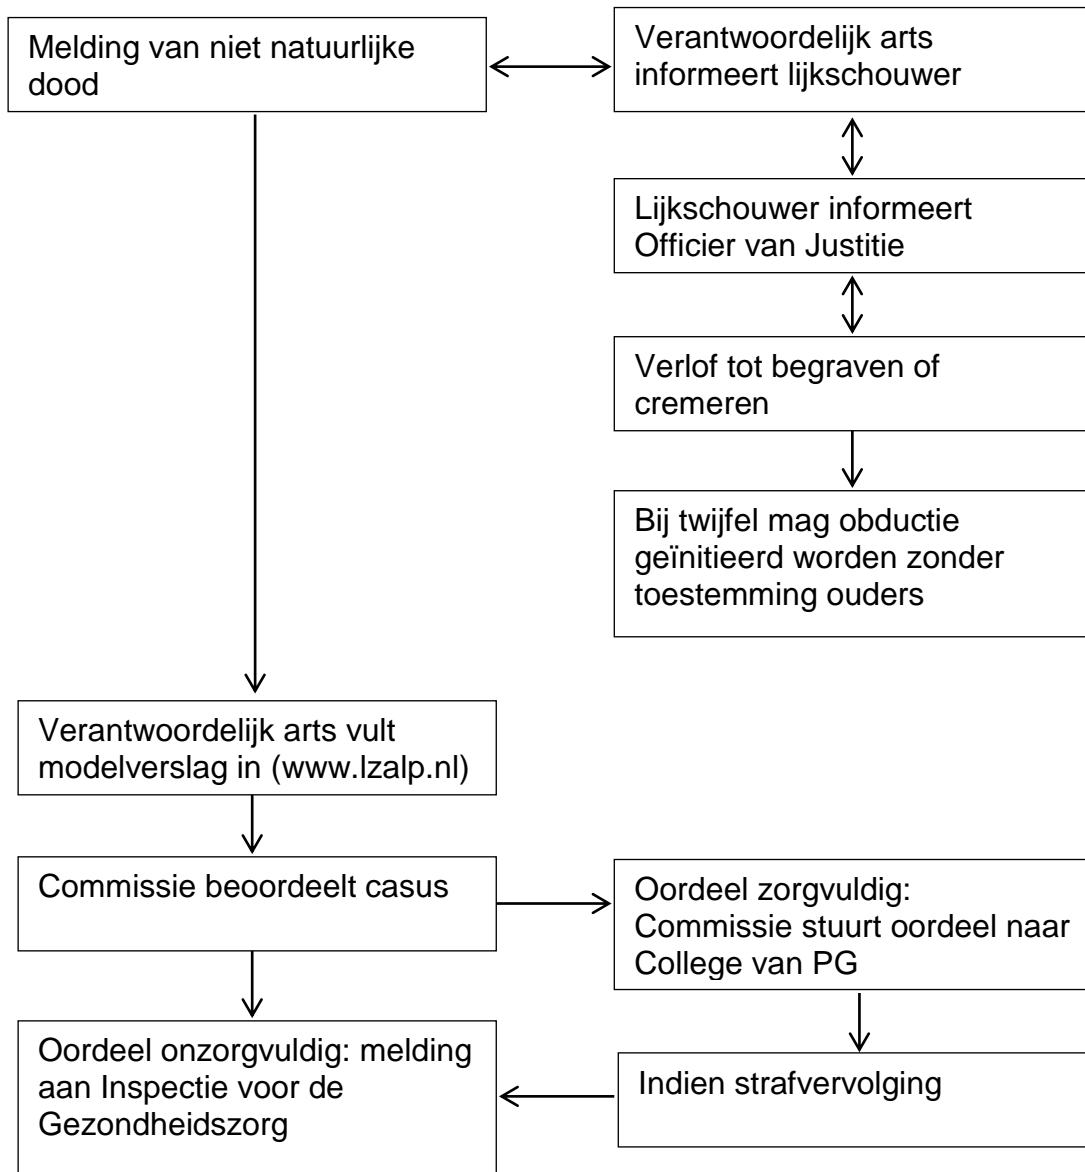 Melding van niet natuurlijke
dood
Verantwoordelijk arts
informeert lijkschouwer
Lijkschouwer informeert
Officier van Justitie
Verlof tot begraven of
cremeren
Bij twijfel mag obductie
geïnitieerd worden zonder
toestemming ouders
Verantwoordelijk arts vult
modelverslag in (www.lzalp.nl)
Commissie beoordeelt casus
Oordeel zorgvuldig:
Commissie stuurt oordeel naar
College van PG
Oordeel onzorgvuldig: melding
aan Inspectie voor de
Gezondheidszorg
Indien strafvervolging